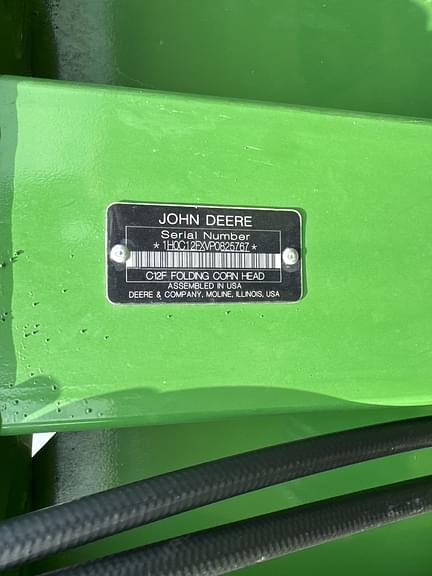 JOHN DEERE
Serial Number
*1H0C12FXVP0825767*
C12F FOLDING CORN HEAD
ASSEMBLED IN USA
DEERE & COMPANY, MOLINE, ILLINOIS, USA